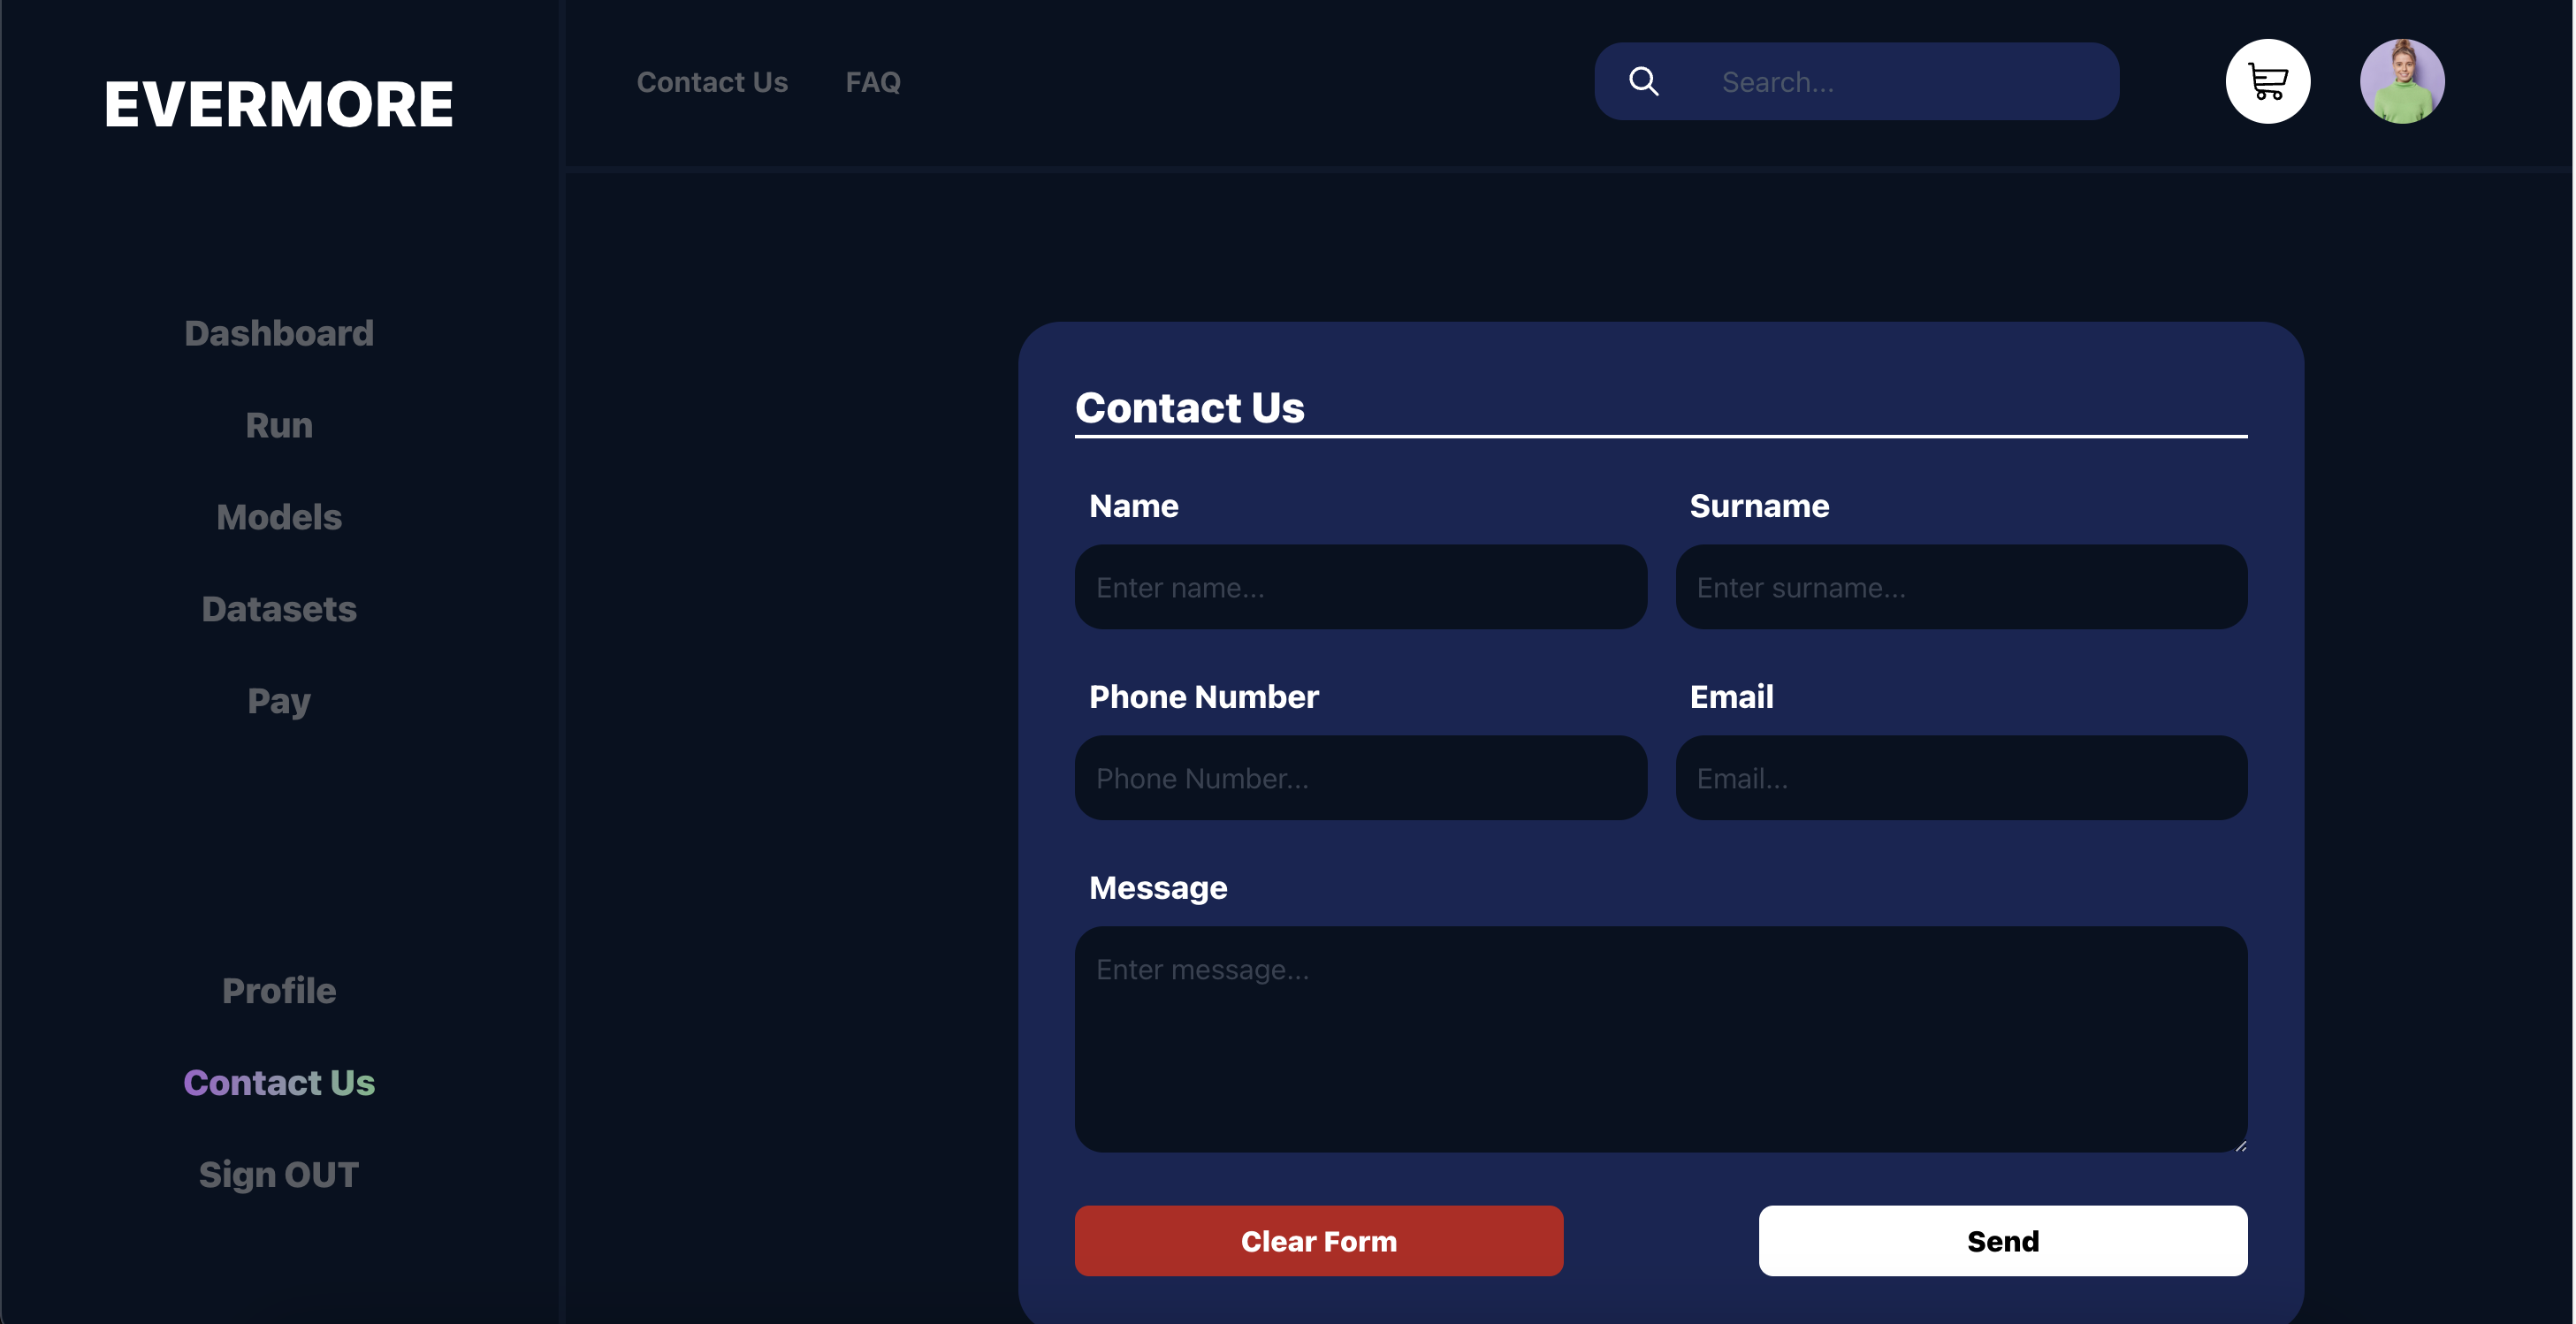 EVERMORE
Contact Us
FAQ
Search...
Dashboard
Run
Models
Datasets
Pay
Profile
Contact Us
Sign OUT
Contact Us
Name
Surname
Enter name...
Enter surname...
Phone Number
Email
Phone Number...
Email...
Message
Enter message...
Clear Form
Send